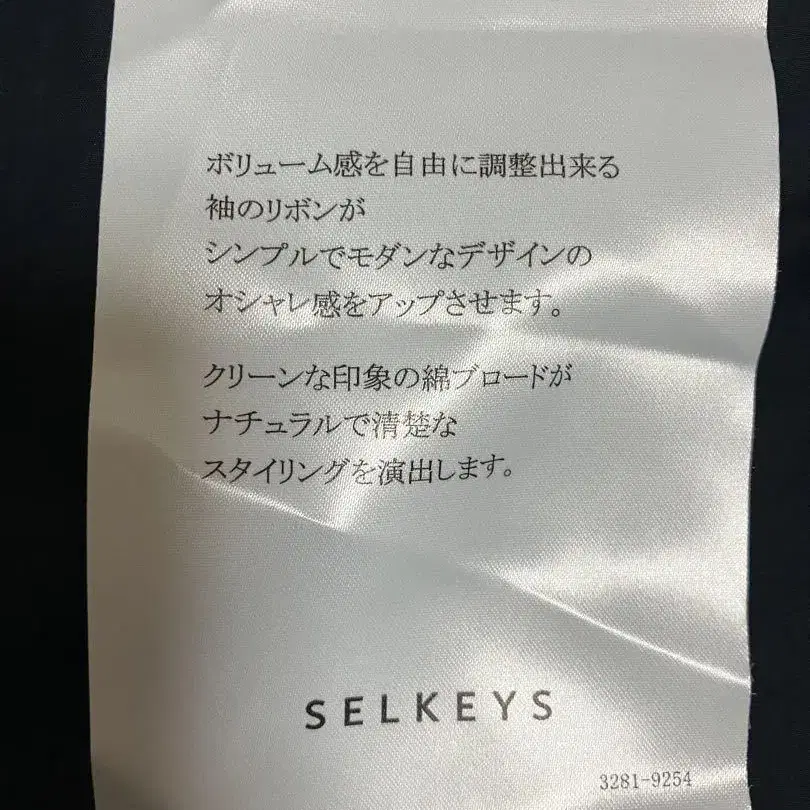 ボリューム感を自由に調整出来る
袖のリボンが
シンプルでモダンなデザインの
オシャレ感をアップさせます。
クリーンな印象の綿ブロードが
ナチュラルで清楚な
スタイリングを演出します。
SELKEYS
3281-9254